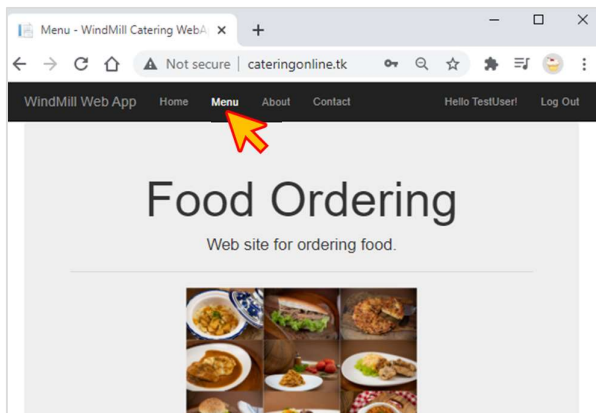 Menu - WindMill Catering WebA
Not secure | cateringonline.tk
WindMill Web App Home Menu About Contact Hello TestUser! Log Out
Food Ordering
Web site for ordering food.